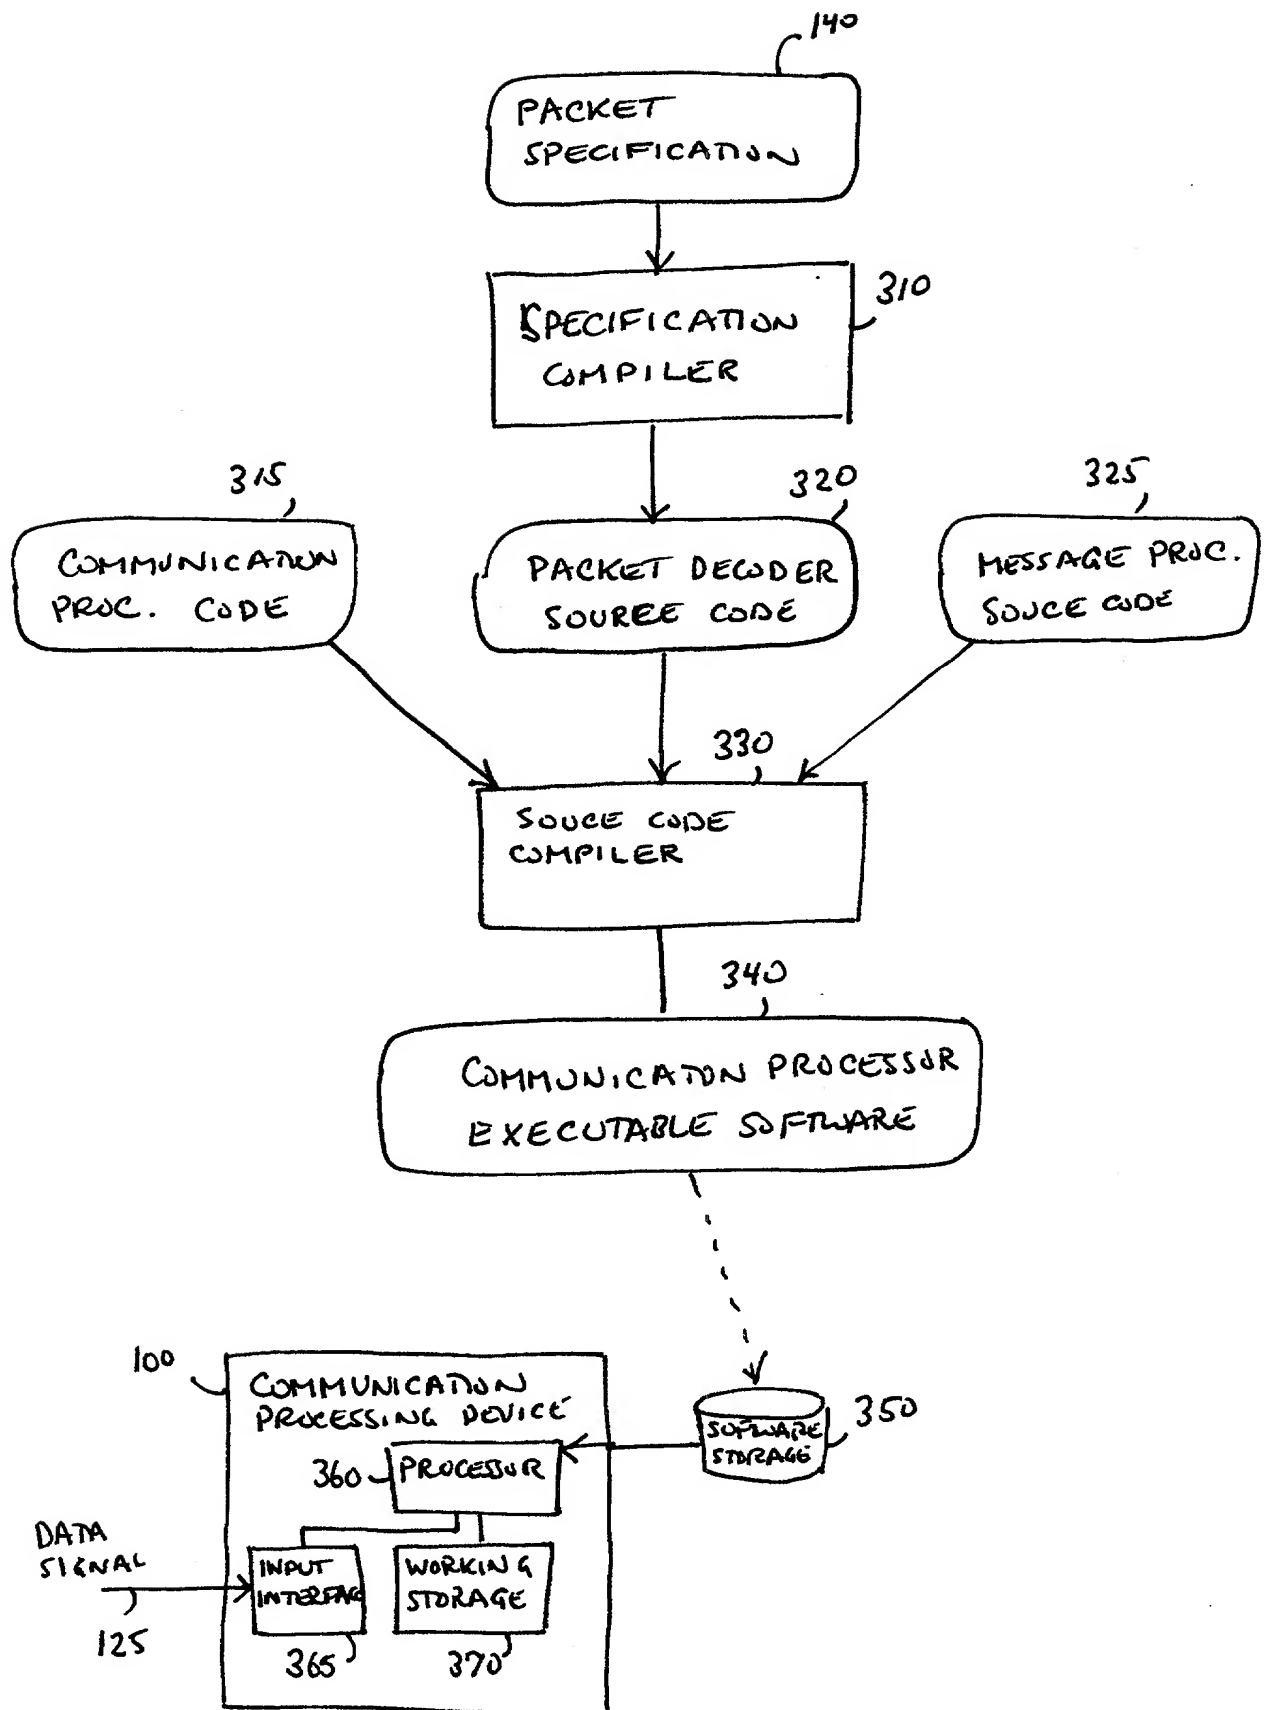 140
PACKET
SPECIFICATION
310
SPECIFICATION
COMPILER
315
320
325
COMMUNICATION
PROC. CODE
PACKET DECODER
SOUREE CODE
MESSAGE PROC.
SOUCE CODE
330
SOUCE CODE
COMPILER
340
COMMUNICATON PROCESSOR
EXECUTABLE SOFTWARE
100
COMMUNICATION
PROCESSING DEVICE
350
SOFTWARE
STORAGE
360
PROCESSOR
DATA
SIGNAL
INPUT
INTERFAC
WORKING
STORAGE
125
365
370